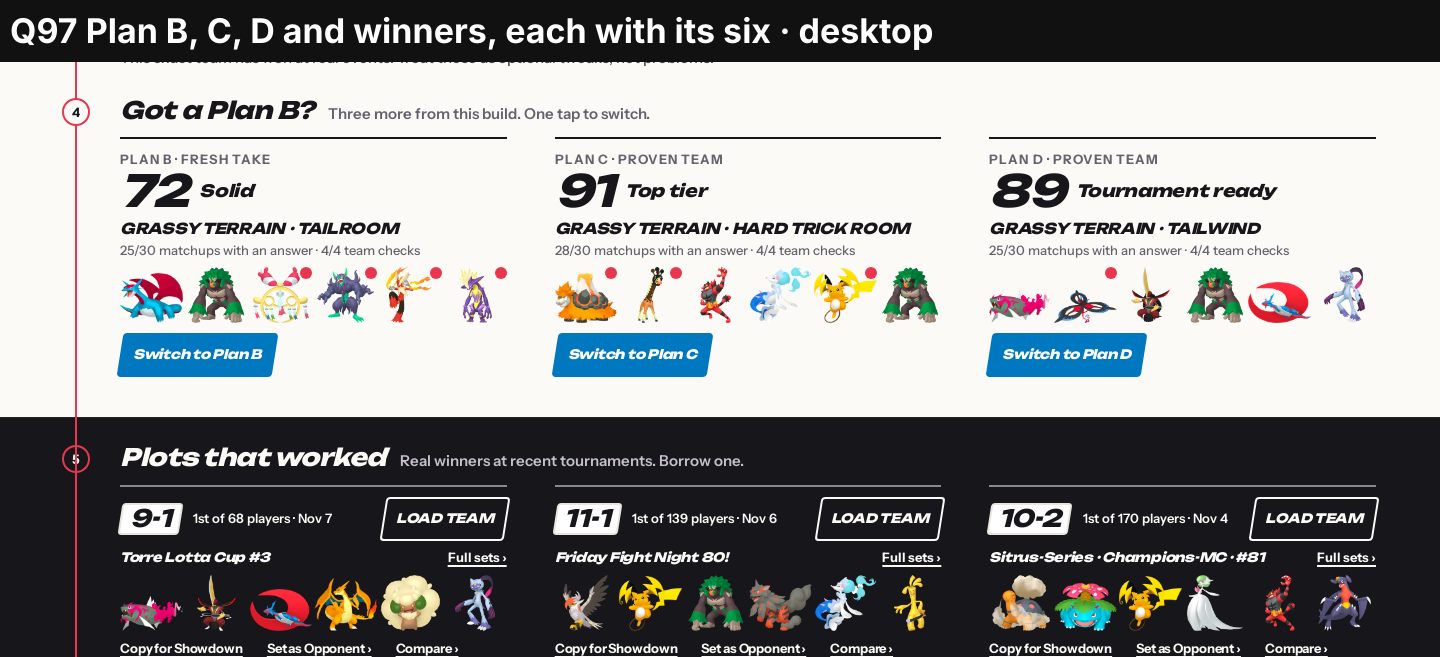 Q97 Plan B, C, D and winners, each with its six · desktop
4
Got a Plan B? Three more from this build. One tap to switch.
PLAN B · FRESH TAKE
72 Solid
GRASSY TERRAIN · TAILROOM
25/30 matchups with an answer · 4/4 team checks
Switch to Plan B
PLAN C · PROVEN TEAM
91 Top tier
GRASSY TERRAIN · HARD TRICK ROOM
28/30 matchups with an answer · 4/4 team checks
Switch to Plan C
PLAN D · PROVEN TEAM
89 Tournament ready
GRASSY TERRAIN · TAILWIND
25/30 matchups with an answer · 4/4 team checks
Switch to Plan D
5
Plots that worked Real winners at recent tournaments. Borrow one.
9-1 1st of 68 players · Nov 7 LOAD TEAM
Torre Lotta Cup #3 Full sets ›
Copy for Showdown Set as Opponent › Compare ›
11-1 1st of 139 players · Nov 6 LOAD TEAM
Friday Fight Night 80! Full sets ›
Copy for Showdown Set as Opponent › Compare ›
10-2 1st of 170 players · Nov 4 LOAD TEAM
Sitrus-Series · Champions-MC · #81 Full sets ›
Copy for Showdown Set as Opponent › Compare ›